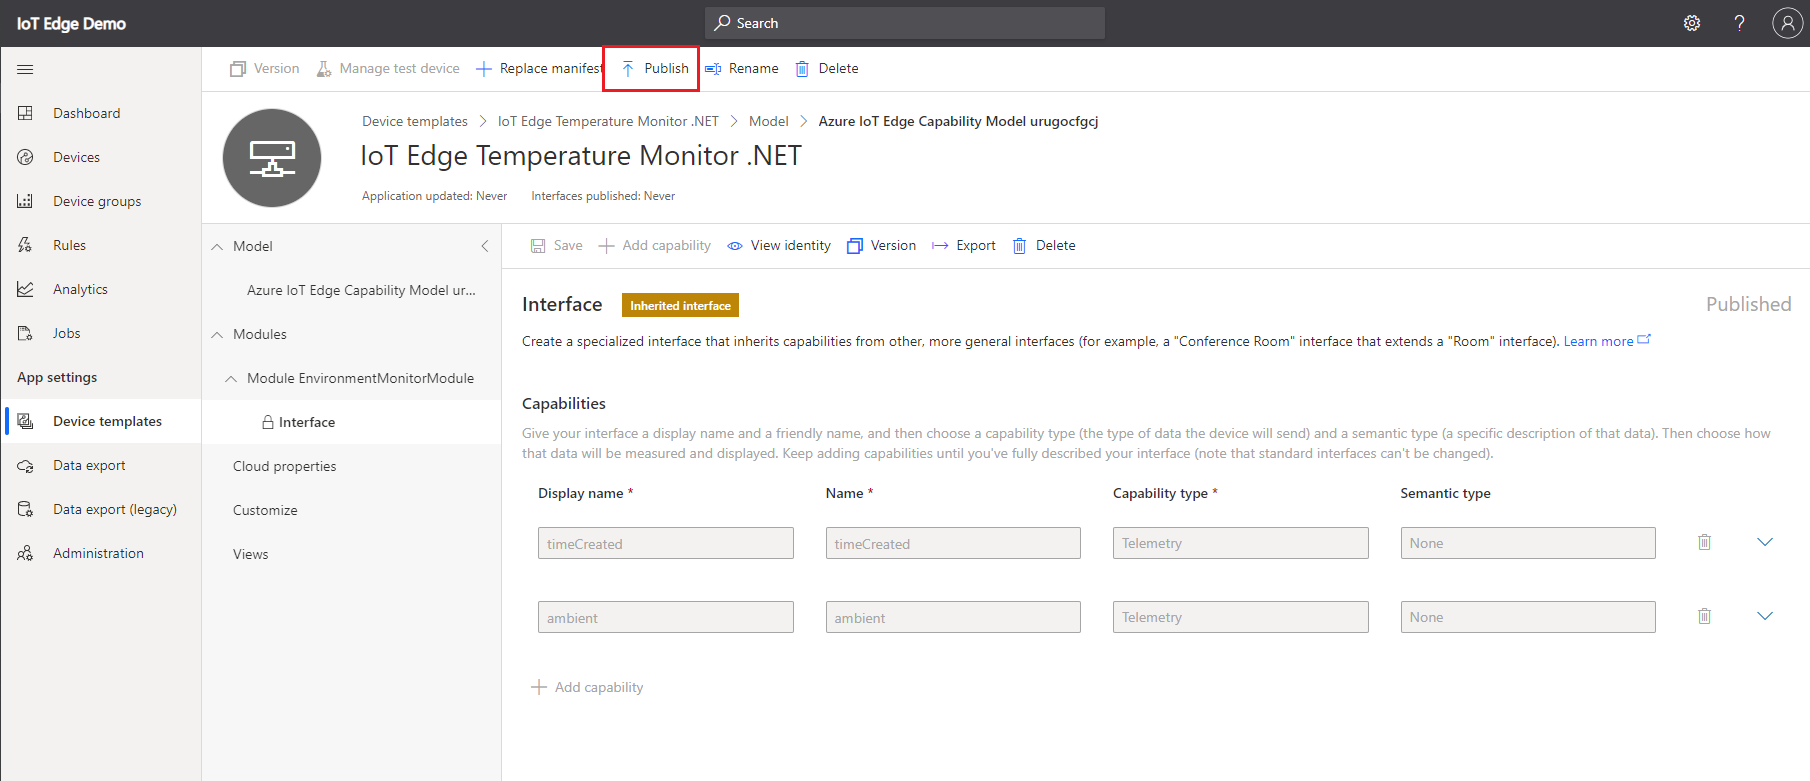 IoT Edge Demo
Search
?
Version
Manage test device
Replace manifest
Publish
Rename
Delete
Dashboard
Devices
Device groups
Rules
Analytics
Jobs
App settings
Device templates
Data export
Data export (legacy)
Administration
Device templates > IoT Edge Temperature Monitor .NET > Model > Azure IoT Edge Capability Model urugocfgcj
IoT Edge Temperature Monitor .NET
Application updated: Never Interfaces published: Never
Model
Azure IoT Edge Capability Model ur...
Modules
Module EnvironmentMonitorModule
Interface
Cloud properties
Customize
Views
Save
Add capability
View identity
Version
Export
Delete
Interface
Inherited interface
Published
Create a specialized interface that inherits capabilities from other, more general interfaces (for example, a "Conference Room" interface that extends a "Room" interface). Learn more
Capabilities
Give your interface a display name and a friendly name, and then choose a capability type (the type of data the device will send) and a semantic type (a specific description of that data). Then choose how
that data will be measured and displayed. Keep adding capabilities until you've fully described your interface (note that standard interfaces can't be changed).
Display name * Name * Capability type * Semantic type
timeCreated timeCreated Telemetry None
ambient ambient Telemetry None
Add capability